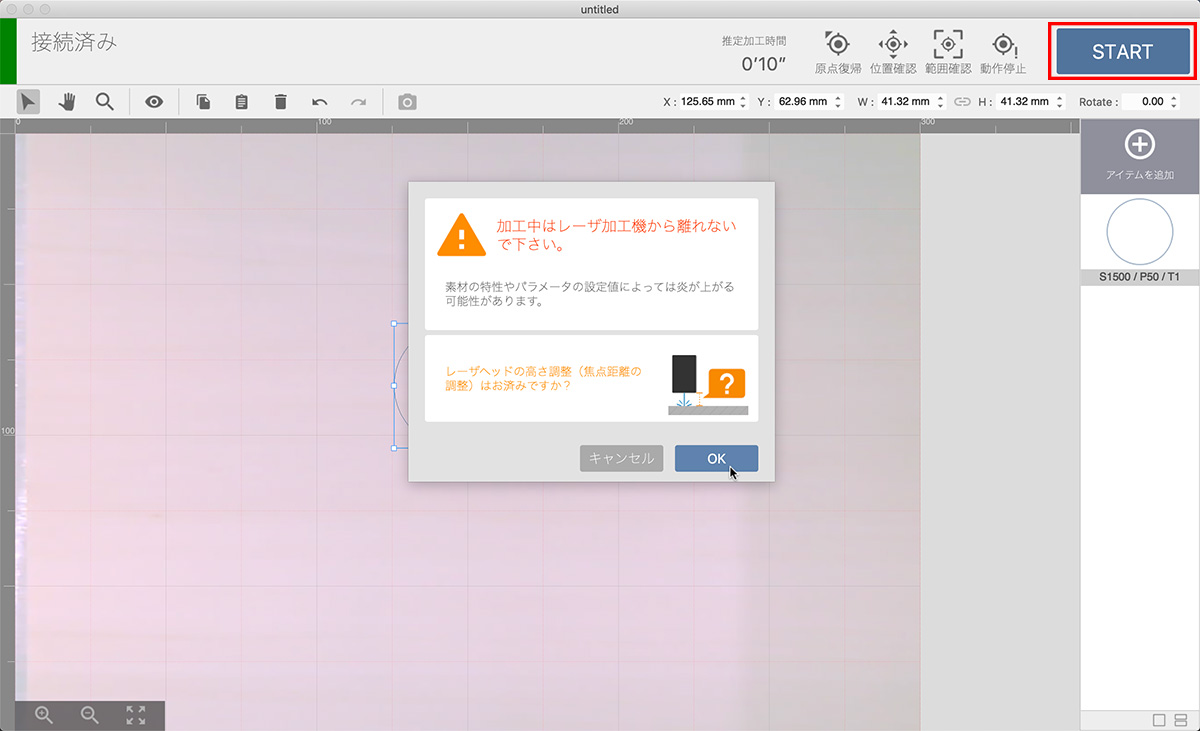 untitled
接続済み
推定加工時間
0'10"
原点復帰
位置確認
範囲確認
動作停止
START
X : 125.65 mm
Y : 62.96 mm
W : 41.32 mm
H : 41.32 mm
Rotate : 0.00
0
100
200
300
100
アイテムを追加
S1500 / P50 / T1
加工中はレーザ加工機から離れない
で下さい。
素材の特性やパラメータの設定値によっては炎が上がる
可能性があります。
レーザヘッドの高さ調整（焦点距離の
調整）はお済みですか？
?
キャンセル
OK